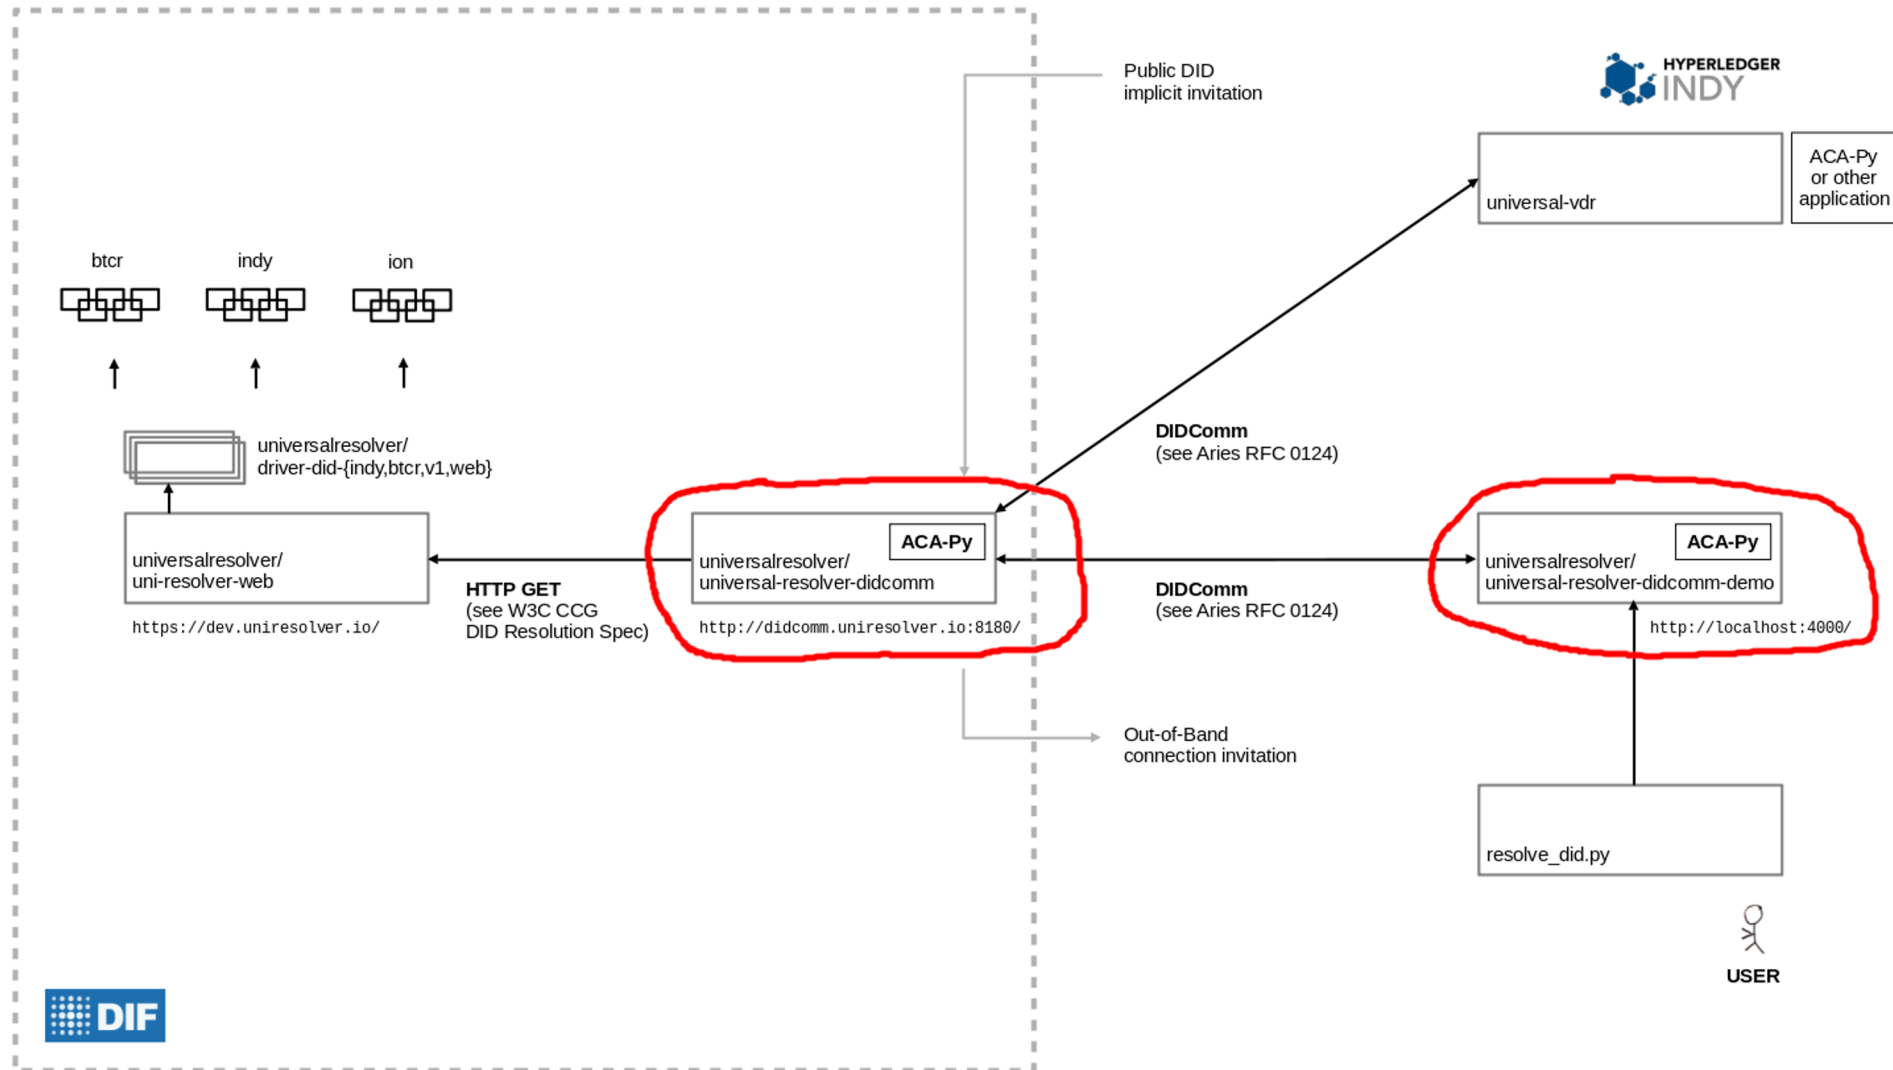 Public DID
implicit invitation
HYPERLEDGER
INDY
universal-vdr
ACA-Py
or other
application
btcr
indy
ion
universalresolver/
driver-did-{indy,btcr,v1,web}
DIDComm
(see Aries RFC 0124)
universalresolver/
uni-resolver-web
https://dev.uniresolver.io/
HTTP GET
(see W3C CCG
DID Resolution Spec)
ACA-Py
universalresolver/
universal-resolver-didcomm
http://didcomm.uniresolver.io:8180/
DIDComm
(see Aries RFC 0124)
ACA-Py
universalresolver/
universal-resolver-didcomm-demo
http://localhost:4000/
Out-of-Band
connection invitation
resolve_did.py
USER
DIF